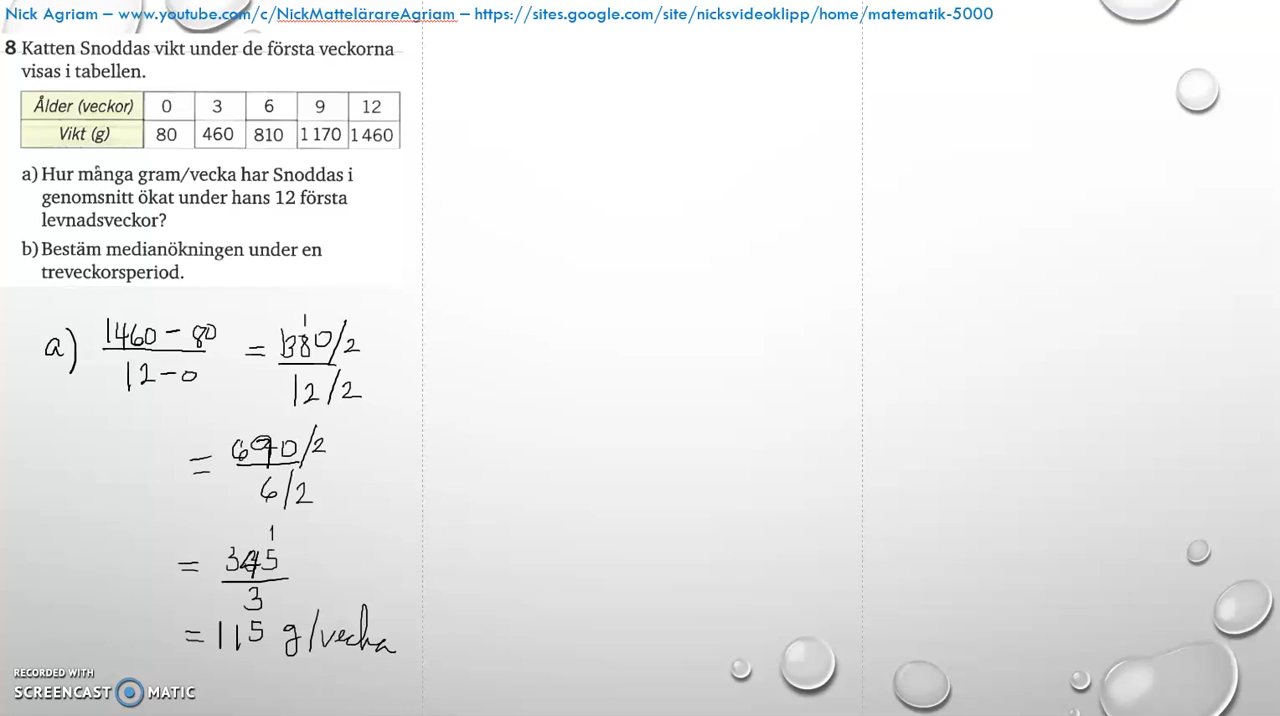 Nick Agriam – www.youtube.com/c/NickMattelärareAgriam – https://sites.google.com/site/nicksvideoklipp/home/matematik-5000
8 Katten Snoddas vikt under de första veckorna
visas i tabellen.
Ålder (veckor) 0 3 6 9 12
Vikt (g) 80 460 810 1 170 1 460
a) Hur många gram/vecka har Snoddas i
genomsnitt ökat under hans 12 första
levnadsveckor?
b) Bestäm medianökningen under en
treveckorsperiod.
1
a) 1460 – 80 = 1380/2
12 – 0 12/2
= 690/2
6/2
1
= 345
3
= 115 g/vecka
RECORDED WITH
SCREENCAST MATIC